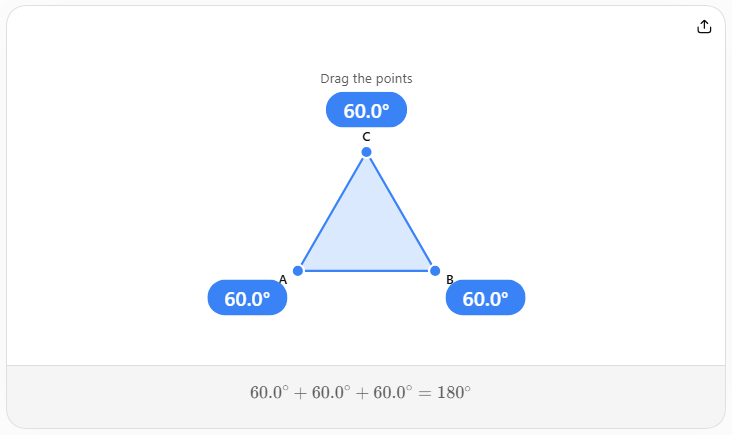 Drag the points
60.0°
C
A
B
60.0°
60.0°
60.0° + 60.0° + 60.0° = 180°